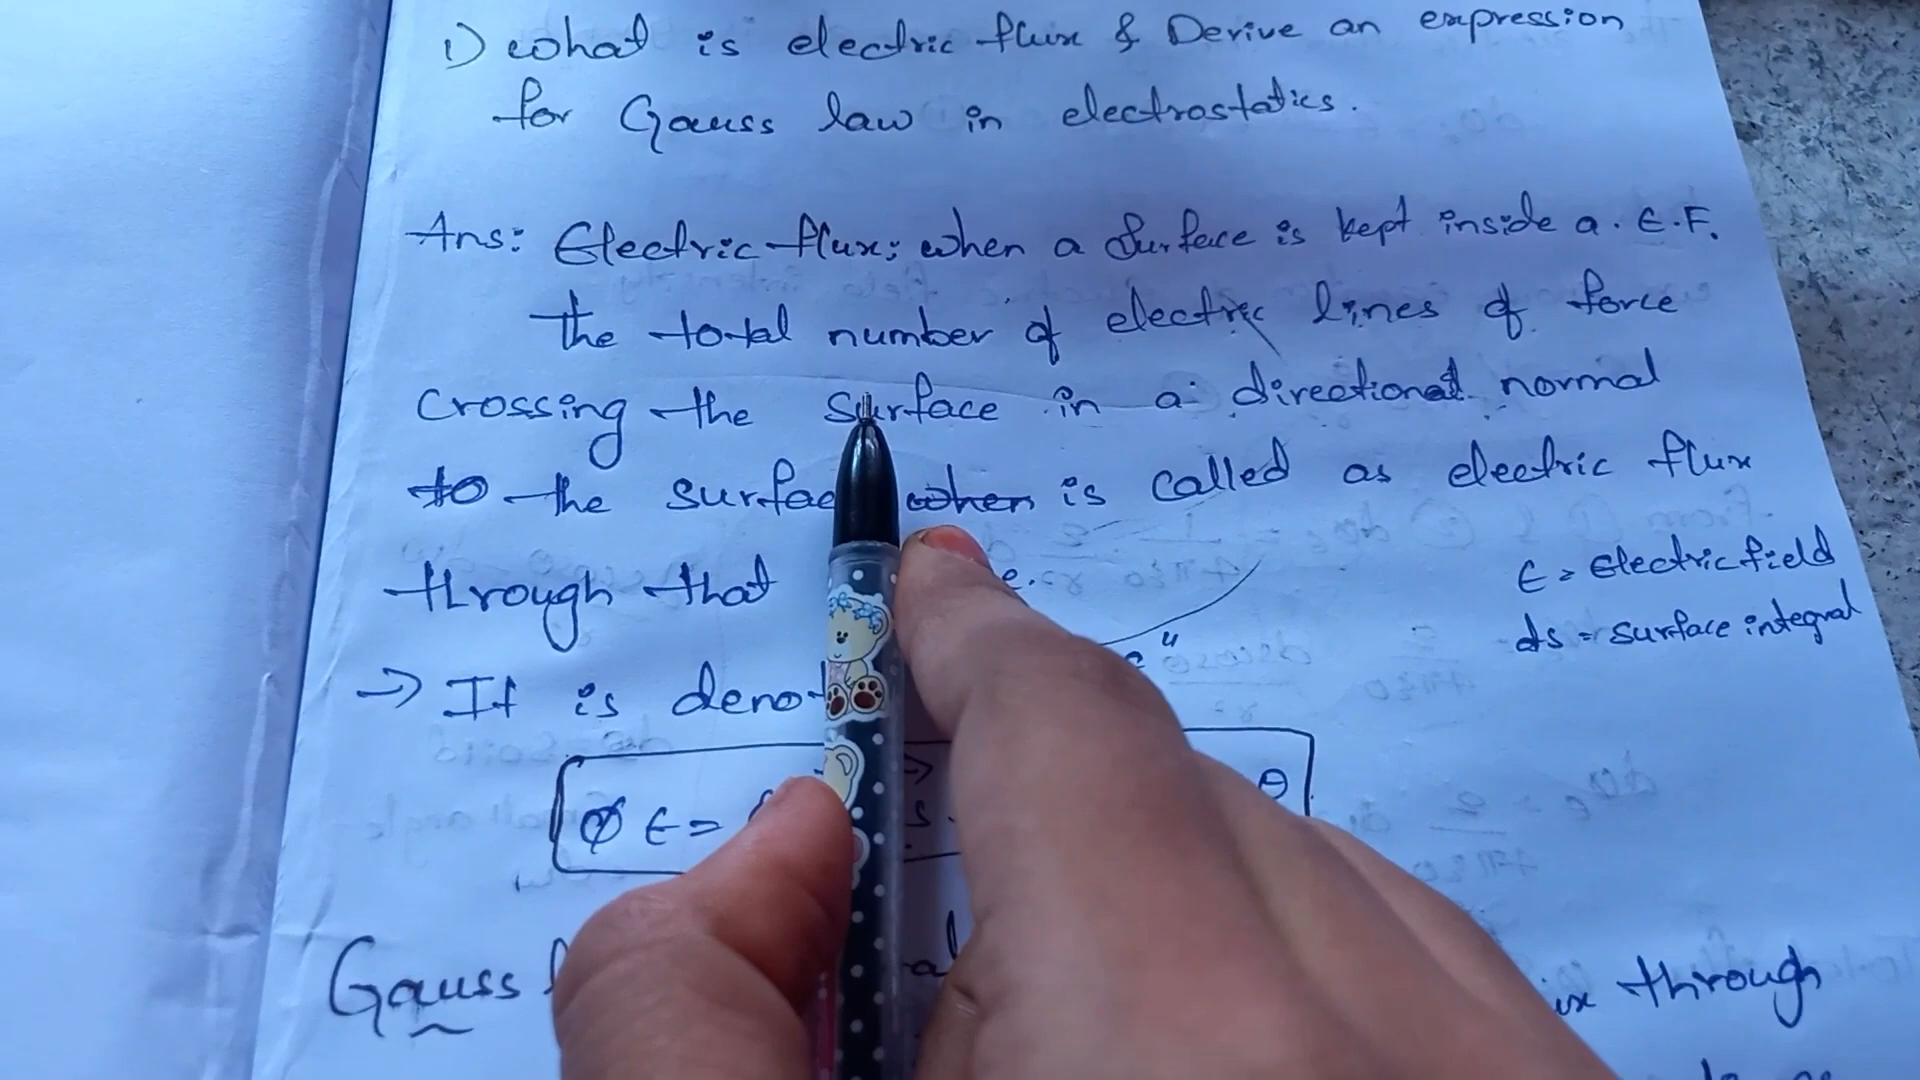 1) what is electric flux & Derive an expression
for Gauss law in electrostatics.
Ans: Electric flux; when a Surface is kept inside a. E.F.
the total number of electric lines of force
crossing the surface in a directional normal
to the surface when is called as electric flux
through that
E = Electric field
ds = surface integral
→ It is
ϕ E =
θ
Gauss
through